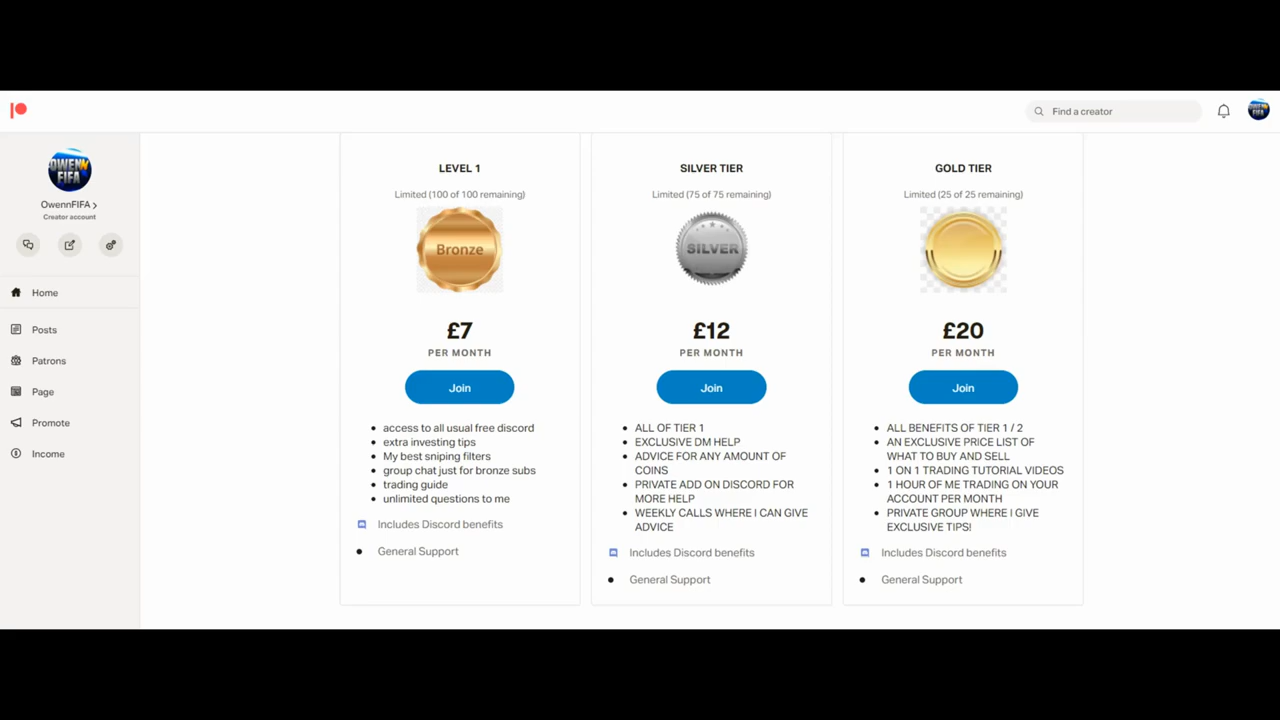 Find a creator
OWENN
FIFA
OWENN
FIFA
OwennFIFA
Creator account
Home
Posts
Patrons
Page
Promote
Income
LEVEL 1
Limited (100 of 100 remaining)
Bronze
£7
PER MONTH
Join
access to all usual free discord
extra investing tips
My best sniping filters
group chat just for bronze subs
trading guide
unlimited questions to me
Includes Discord benefits
General Support
SILVER TIER
Limited (75 of 75 remaining)
SILVER
£12
PER MONTH
Join
ALL OF TIER 1
EXCLUSIVE DM HELP
ADVICE FOR ANY AMOUNT OF
COINS
PRIVATE ADD ON DISCORD FOR
MORE HELP
WEEKLY CALLS WHERE I CAN GIVE
ADVICE
Includes Discord benefits
General Support
GOLD TIER
Limited (25 of 25 remaining)
£20
PER MONTH
Join
ALL BENEFITS OF TIER 1 / 2
AN EXCLUSIVE PRICE LIST OF
WHAT TO BUY AND SELL
1 ON 1 TRADING TUTORIAL VIDEOS
1 HOUR OF ME TRADING ON YOUR
ACCOUNT PER MONTH
PRIVATE GROUP WHERE I GIVE
EXCLUSIVE TIPS!
Includes Discord benefits
General Support